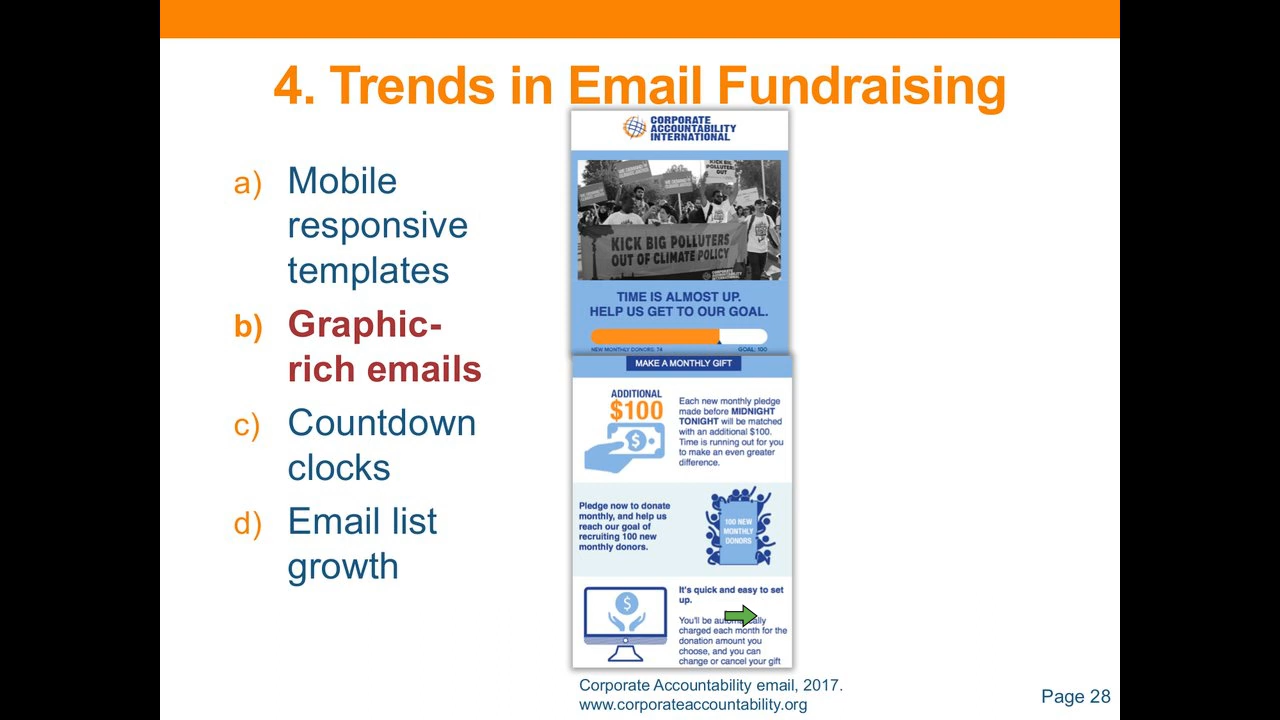 4. Trends in Email Fundraising
a) Mobile
responsive
templates
b) Graphic-
rich emails
c) Countdown
clocks
d) Email list
growth
CORPORATE
ACCOUNTABILITY
INTERNATIONAL
KICK BIG
POLLUTERS
OUT
KICK BIG POLLUTERS
OUT OF CLIMATE POLICY
CORPORATE
ACCOUNTABILITY
INTERNATIONAL
TIME IS ALMOST UP.
HELP US GET TO OUR GOAL.
NEW MONTHLY DONORS: 74 GOAL: 100
MAKE A MONTHLY GIFT
ADDITIONAL
$100
Each new monthly pledge
made before MIDNIGHT
TONIGHT will be matched
with an additional $100.
Time is running out for you
to make an even greater
difference.
Pledge now to donate
monthly, and help us
reach our goal of
recruiting 100 new
monthly donors.
100 NEW
MONTHLY
DONORS
It's quick and easy to set
up.
You'll be automatically
charged each month for the
donation amount you
choose, and you can
change or cancel your gift
Corporate Accountability email, 2017.
www.corporateaccountability.org
Page 28